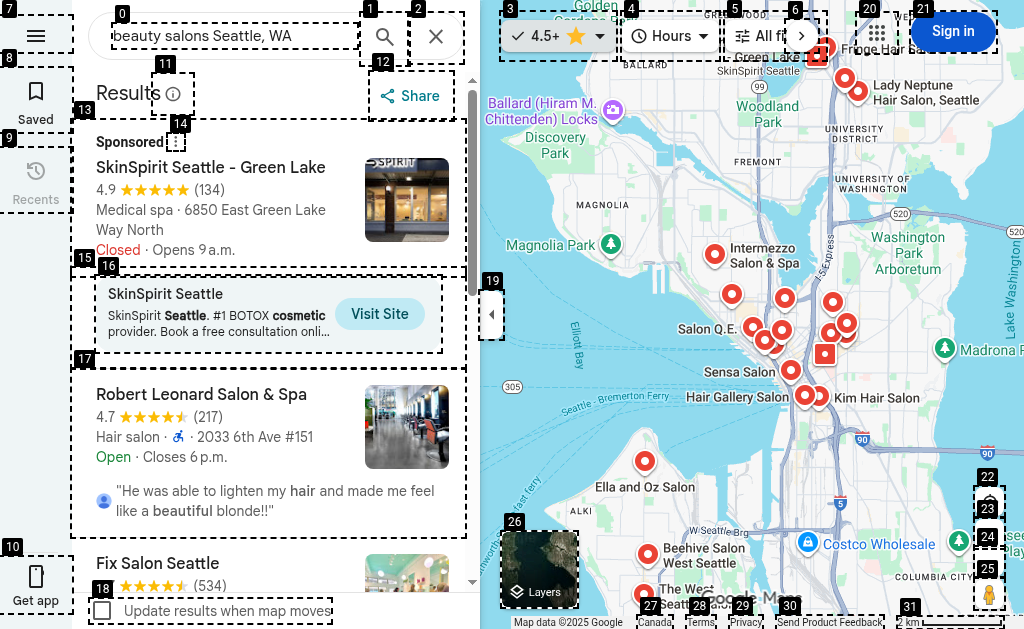 beauty salons Seattle, WA
4.5+
Hours
All fi
Sign in
Saved
Recents
Get app
Results
Share
Sponsored
SkinSpirit Seattle - Green Lake
4.9 (134)
Medical spa · 6850 East Green Lake
Way North
Closed · Opens 9 a.m.
SkinSpirit Seattle
SkinSpirit Seattle. #1 BOTOX cosmetic
provider. Book a free consultation onli...
Visit Site
Robert Leonard Salon & Spa
4.7 (217)
Hair salon · 2033 6th Ave #151
Open · Closes 6 p.m.
"He was able to lighten my hair and made me feel
like a beautiful blonde!!"
Fix Salon Seattle
(534)
Update results when map moves
Golden
BALLARD
Green Lake
SkinSpirit Seattle
Fringe Hair
Lady Neptune
Hair Salon, Seattle
99
Ballard (Hiram M.
Chittenden) Locks
Woodland
Park
Discovery
Park
UNIVERSITY
DISTRICT
FREMONT
UNIVERSITY OF
WASHINGTON
MAGNOLIA
520
520
Magnolia Park
Washington
Park
Arboretum
Intermezzo
Salon & Spa
I-5 Express
Lake Washington
Elliott Bay
Salon Q.E.
Madrona P
Sensa Salon
305
Seattle - Bremerton Ferry
Hair Gallery Salon
Kim Hair Salon
90
90
Ella and Oz Salon
5
ALKI
W Seattle Brg
Costco Wholesale
Beehive Salon
West Seattle
COLUMBIA CITY
The West
Google Maps
Layers
Map data ©2025 Google
Canada
Terms
Privacy
Send Product Feedback
2 km
0
1
2
3
4
5
6
7
8
9
10
11
12
13
14
15
16
17
18
19
20
21
22
23
24
25
26
27
28
29
30
31